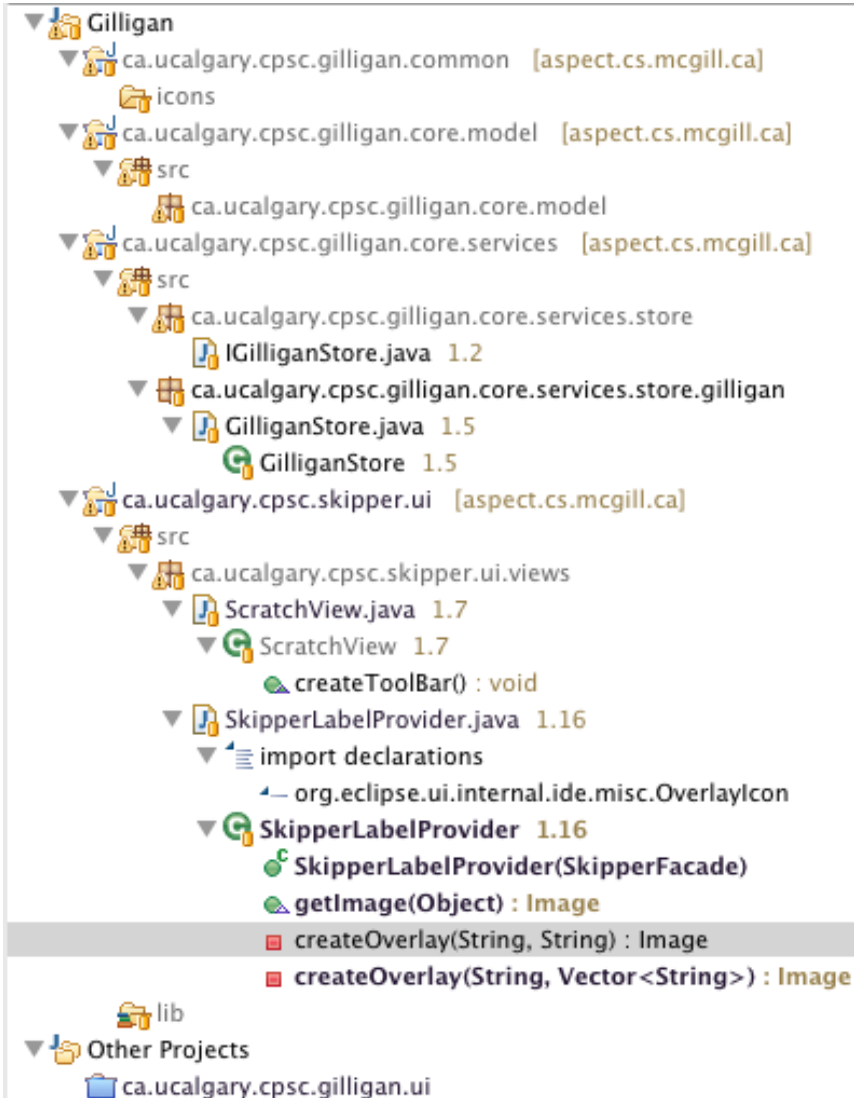 Gilligan
ca.ucalgary.cpsc.gilligan.common [aspect.cs.mcgill.ca]
icons
ca.ucalgary.cpsc.gilligan.core.model [aspect.cs.mcgill.ca]
src
ca.ucalgary.cpsc.gilligan.core.model
ca.ucalgary.cpsc.gilligan.core.services [aspect.cs.mcgill.ca]
src
ca.ucalgary.cpsc.gilligan.core.services.store
IGilliganStore.java 1.2
ca.ucalgary.cpsc.gilligan.core.services.store.gilligan
GilliganStore.java 1.5
GilliganStore 1.5
ca.ucalgary.cpsc.skipper.ui [aspect.cs.mcgill.ca]
src
ca.ucalgary.cpsc.skipper.ui.views
ScratchView.java 1.7
ScratchView 1.7
createToolBar() : void
SkipperLabelProvider.java 1.16
import declarations
org.eclipse.ui.internal.ide.misc.OverlayIcon
SkipperLabelProvider 1.16
SkipperLabelProvider(SkipperFacade)
getImage(Object) : Image
createOverlay(String, String) : Image
createOverlay(String, Vector<String>) : Image
lib
Other Projects
ca.ucalgary.cpsc.gilligan.ui